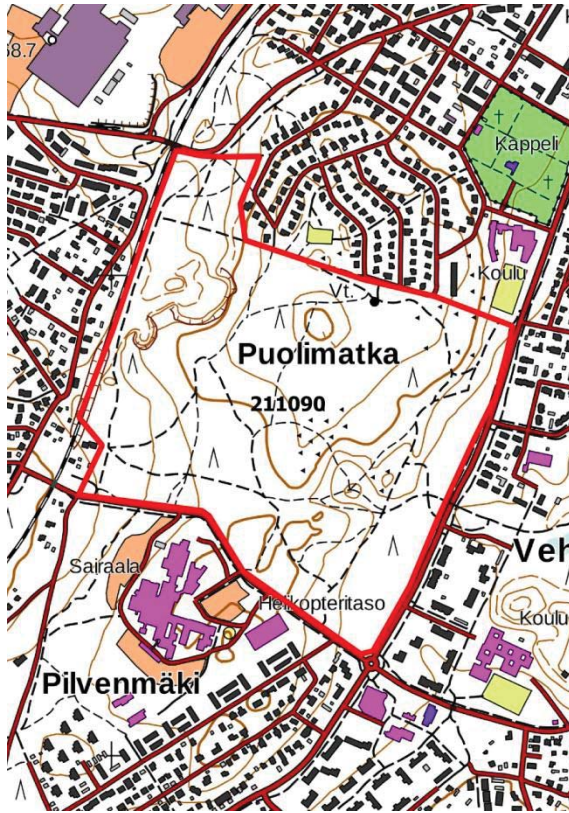 58.7
Kappeli
Koulu
Vt.
Puolimatka
211090
Veh
Sairaala
Helikopteritaso
Koulu
Pilvenmäki